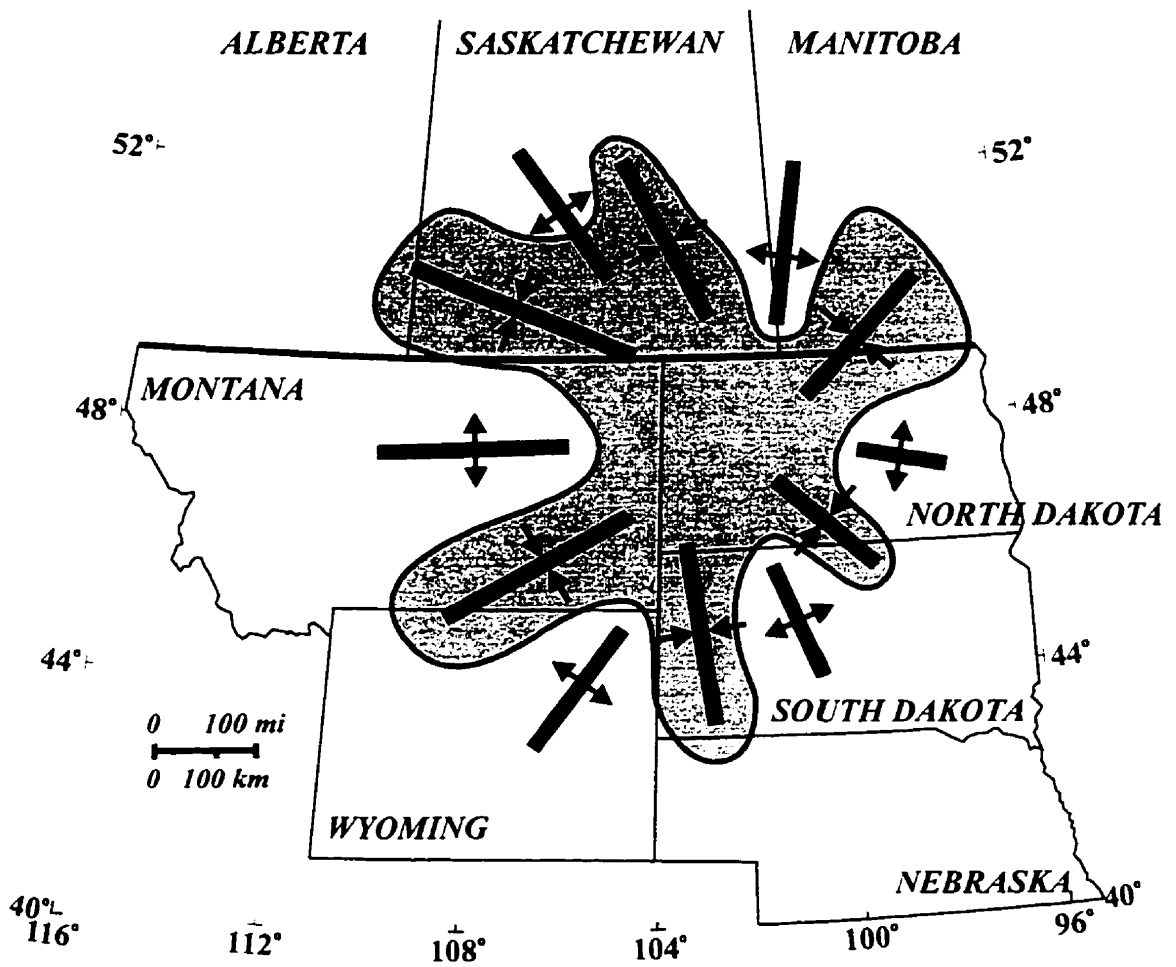 ALBERTA SASKATCHEWAN MANITOBA
52° 52°
MONTANA
48° 48°
NORTH DAKOTA
44° 44°
0 100 mi
0 100 km
SOUTH DAKOTA
WYOMING
NEBRASKA
40° 40°
116° 112° 108° 104° 100° 96°